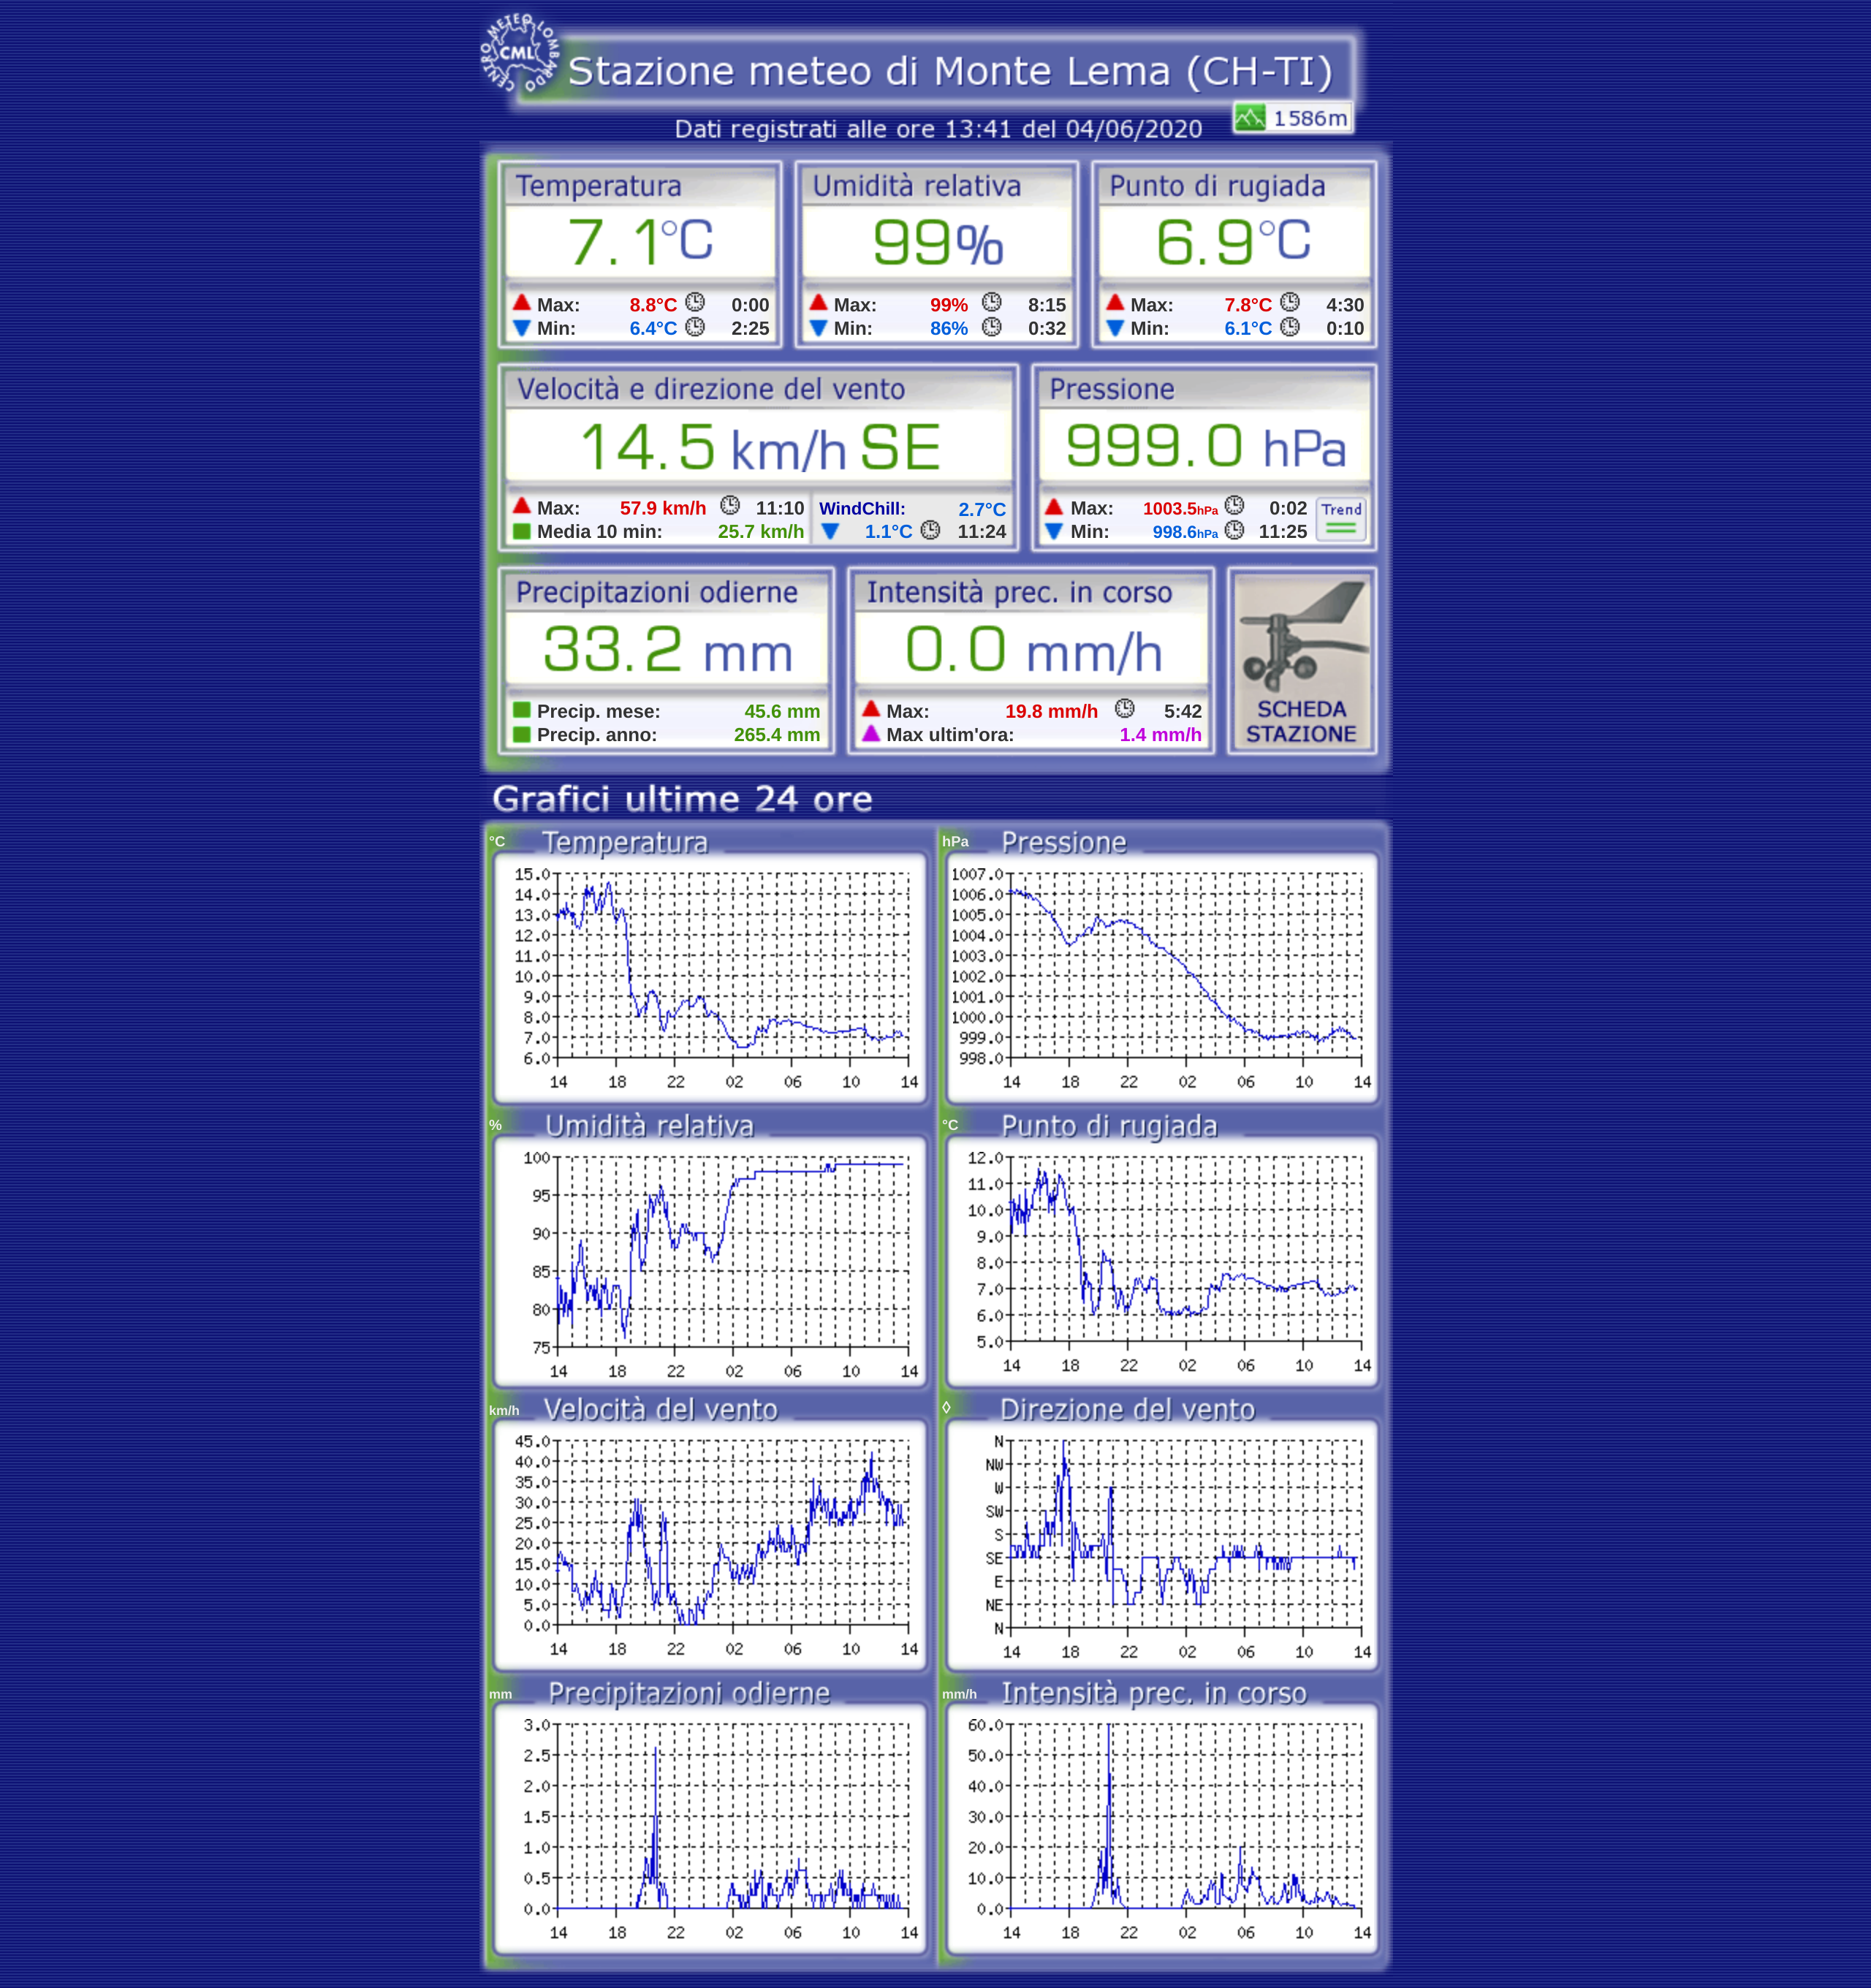 CENTRO METEO LOMBARDO
CML
Stazione meteo di Monte Lema (CH-TI)
1586m
Dati registrati alle ore 13:41 del 04/06/2020
Temperatura Umidità relativa Punto di rugiada
7.1°C 99% 6.9°C
Max: 8.8°C 0:00 Max: 99% 8:15 Max: 7.8°C 4:30
Min: 6.4°C 2:25 Min: 86% 0:32 Min: 6.1°C 0:10
Velocità e direzione del vento Pressione
14.5 km/h SE 999.0 hPa
Max: 57.9 km/h 11:10 WindChill: 2.7°C Max: 1003.5hPa 0:02 Trend
Media 10 min: 25.7 km/h 1.1°C 11:24 Min: 998.6hPa 11:25
Precipitazioni odierne Intensità prec. in corso
33.2 mm 0.0 mm/h
Precip. mese: 45.6 mm Max: 19.8 mm/h 5:42 SCHEDA
Precip. anno: 265.4 mm Max ultim'ora: 1.4 mm/h STAZIONE
Grafici ultime 24 ore
°C Temperatura
15.0
14.0
13.0
12.0
11.0
10.0
9.0
8.0
7.0
6.0
14 18 22 02 06 10 14
hPa Pressione
1007.0
1006.0
1005.0
1004.0
1003.0
1002.0
1001.0
1000.0
999.0
998.0
14 18 22 02 06 10 14
% Umidità relativa
100
95
90
85
80
75
14 18 22 02 06 10 14
°C Punto di rugiada
12.0
11.0
10.0
9.0
8.0
7.0
6.0
5.0
14 18 22 02 06 10 14
km/h Velocità del vento
45.0
40.0
35.0
30.0
25.0
20.0
15.0
10.0
5.0
0.0
14 18 22 02 06 10 14
◊ Direzione del vento
N
NW
W
SW
S
SE
E
NE
N
14 18 22 02 06 10 14
mm Precipitazioni odierne
3.0
2.5
2.0
1.5
1.0
0.5
0.0
14 18 22 02 06 10 14
mm/h Intensità prec. in corso
60.0
50.0
40.0
30.0
20.0
10.0
0.0
14 18 22 02 06 10 14